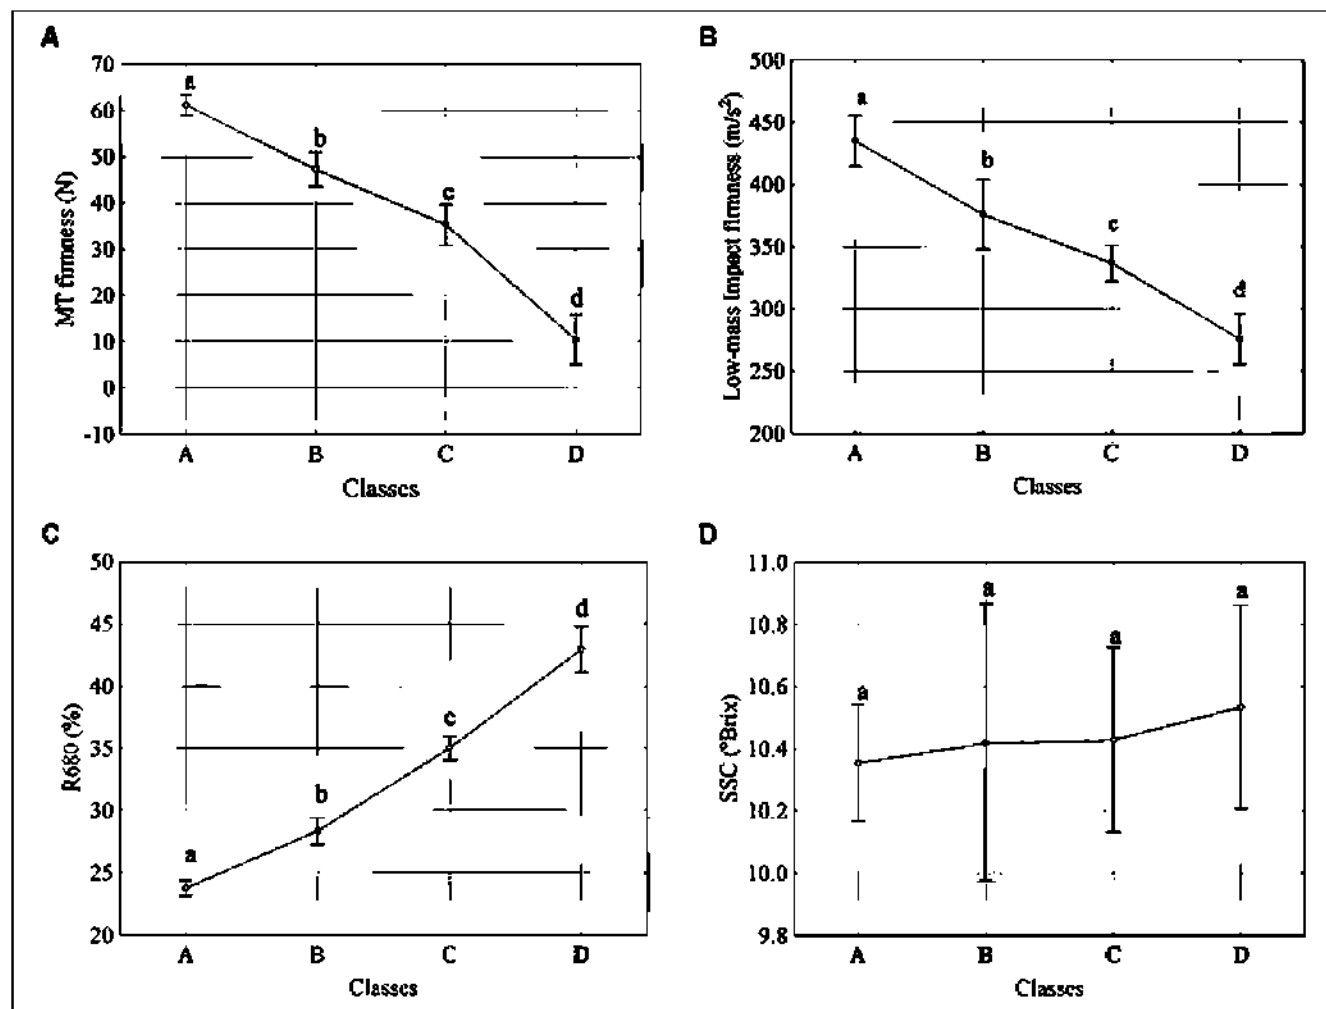 A
70
60
50
40
30
20
10
0
-10
MT firmness (N)
a
b
c
d
A B C D
Classes
B
500
450
400
350
300
250
200
Low-mass impact firmness (m/s²)
a
b
c
d
A B C D
Classes
C
50
45
40
35
30
25
20
R680 (%)
a
b
c
d
A B C D
Classes
D
11.0
10.8
10.6
10.4
10.2
10.0
9.8
SSC (°Brix)
a
a
a
a
A B C D
Classes